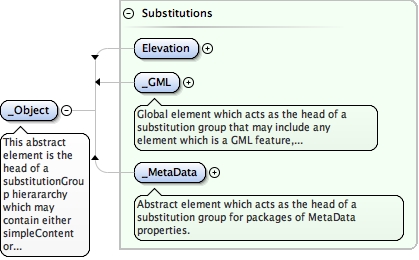 Substitutions
Elevation
_GML
Global element which acts as the head of a
substitution group that may include any
element which is a GML feature,...
_Object
This abstract
element is the
head of a
substitutionGrou
p hierararchy
which may
contain either
simpleContent
or...
_MetaData
Abstract element which acts as the head of a
substitution group for packages of MetaData
properties.